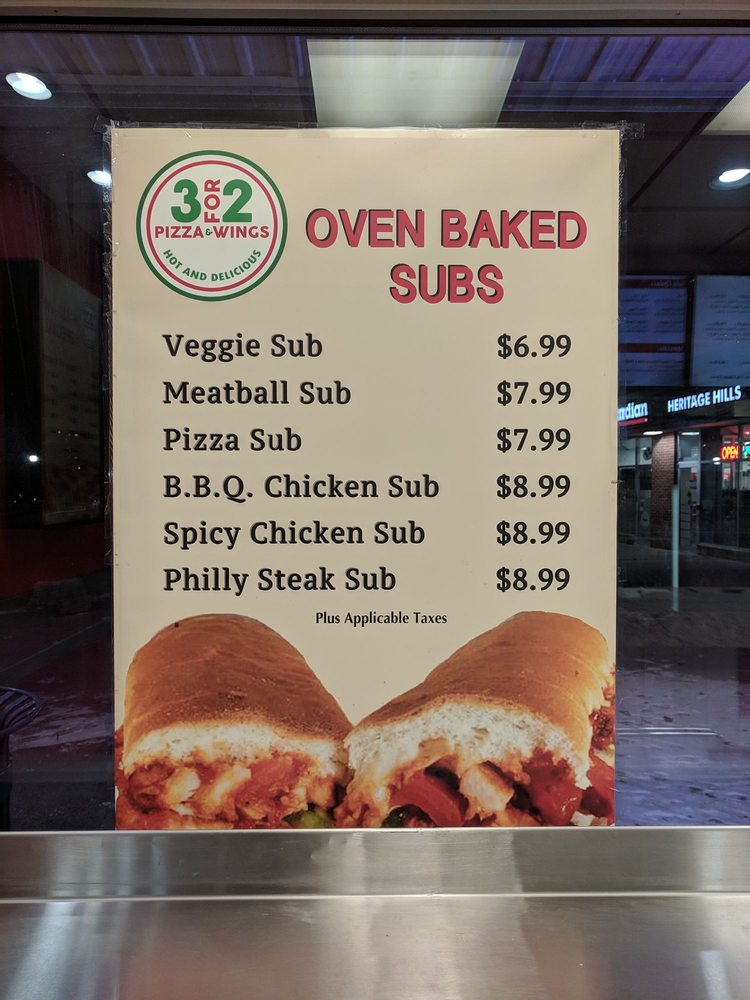 3 FOR 2
PIZZA & WINGS
HOT AND DELICIOUS
OVEN BAKED
SUBS
Veggie Sub $6.99
Meatball Sub $7.99
Pizza Sub $7.99
B.B.Q. Chicken Sub $8.99
Spicy Chicken Sub $8.99
Philly Steak Sub $8.99
Plus Applicable Taxes
HERITAGE HILLS
OPEN